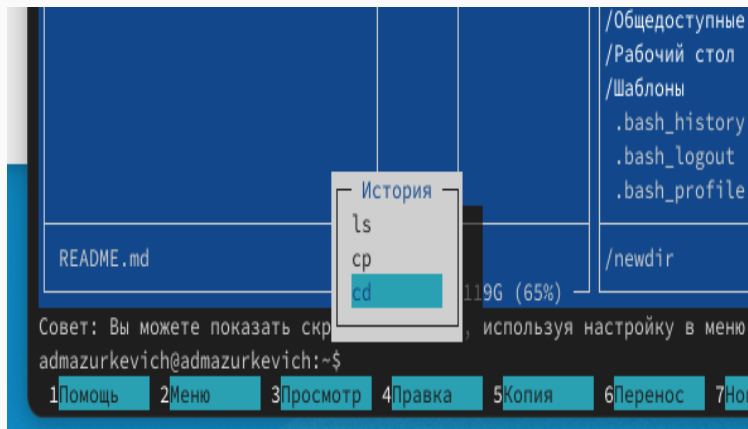 /Общедоступные
/Рабочий стол
/Шаблоны
.bash_history
.bash_logout
.bash_profile
История
ls
cp
cd
README.md
/newdir
119G (65%)
Совет: Вы можете показать скр , используя настройку в меню
admazurkevich@admazurkevich:~$
1Помощь 2Меню 3Просмотр 4Правка 5Копия 6Перенос 7